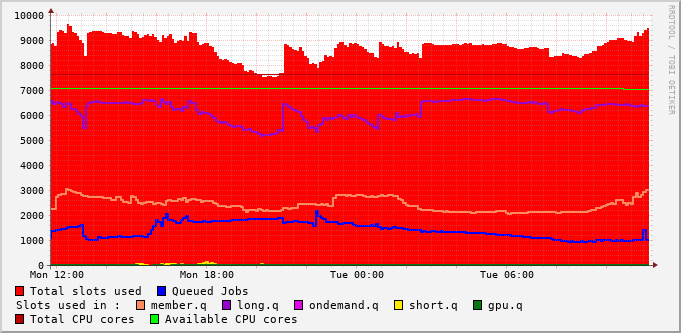 10000
9000
8000
7000
6000
5000
4000
3000
2000
1000
0
Mon 12:00 Mon 18:00 Tue 00:00 Tue 06:00
RRDTOOL / TOBI OETIKER
Total slots used Queued Jobs
Slots used in : member.q long.q ondemand.q short.q gpu.q
Total CPU cores Available CPU cores